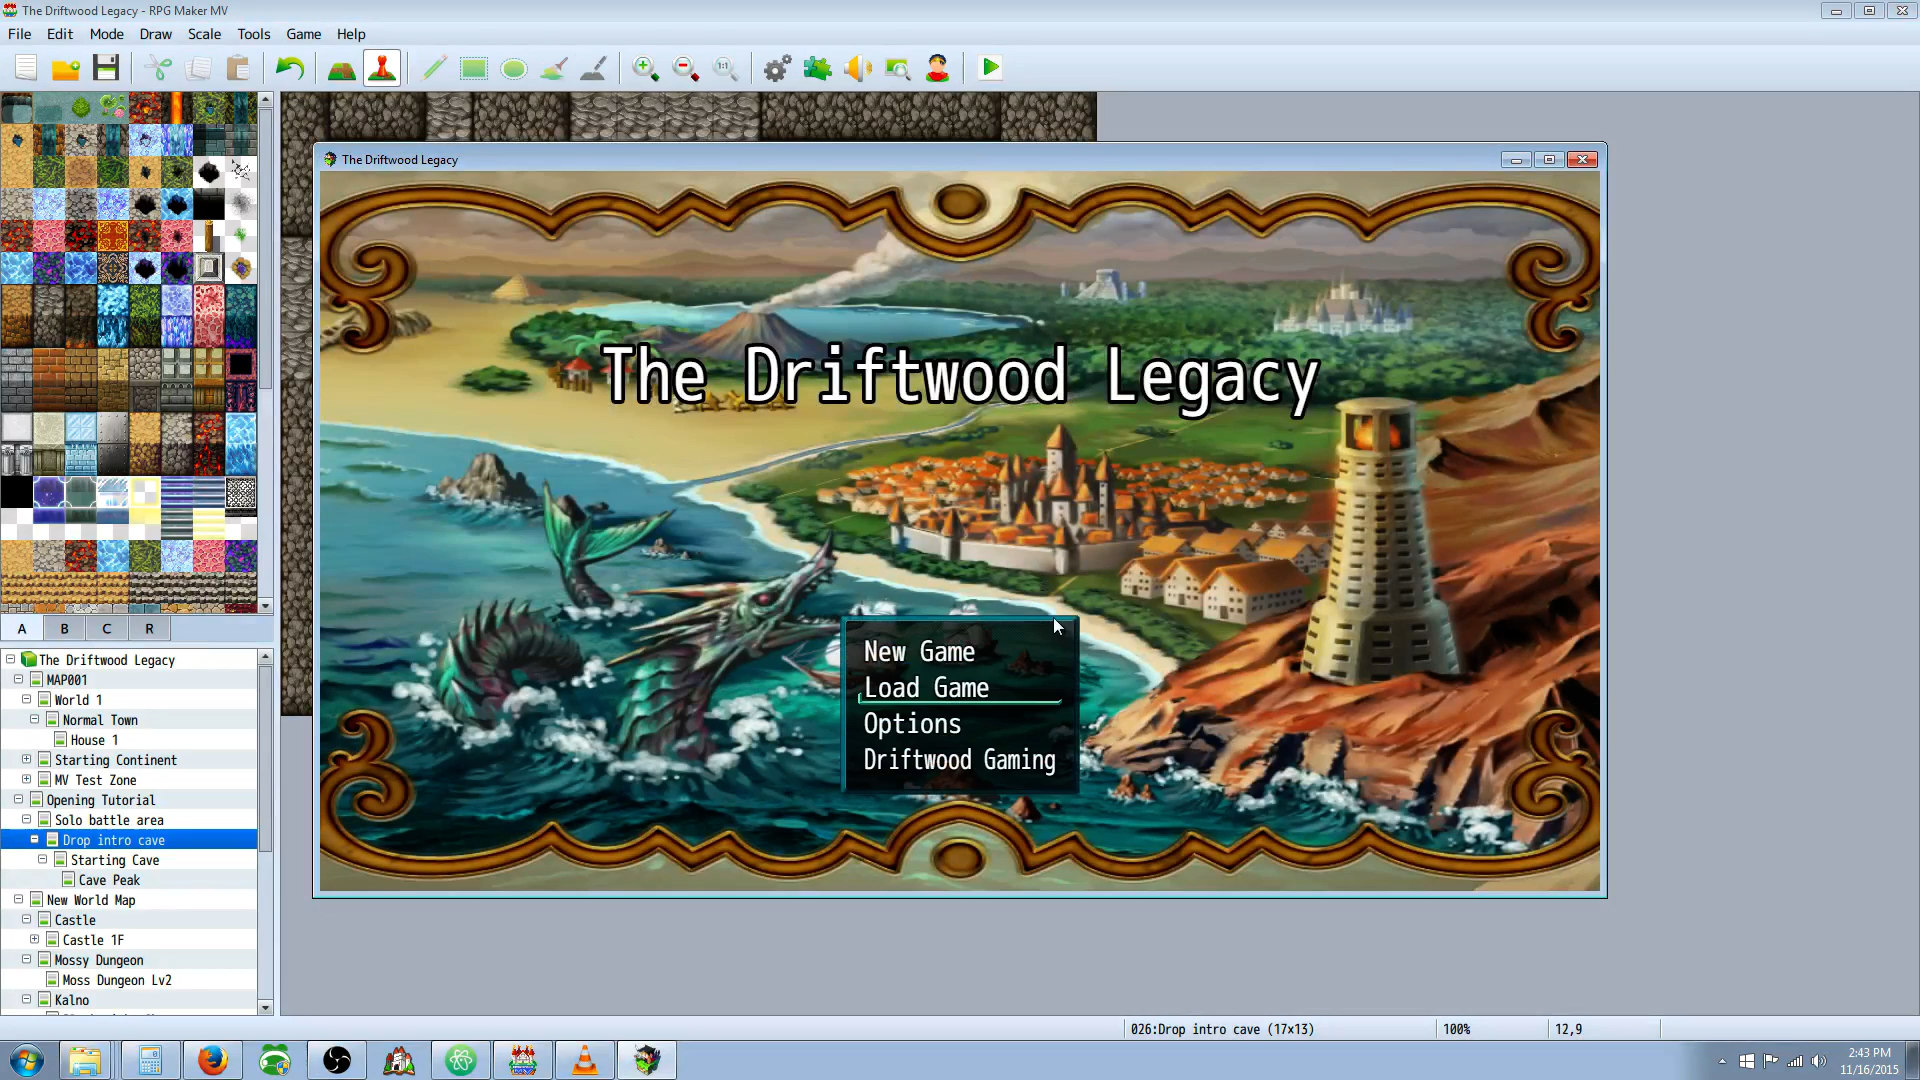 The Driftwood Legacy - RPG Maker MV
File Edit Mode Draw Scale Tools Game Help
1:1
The Driftwood Legacy
The Driftwood Legacy
New Game
Load Game
Options
Driftwood Gaming
A B C R
The Driftwood Legacy
MAP001
World 1
Normal Town
House 1
Starting Continent
MV Test Zone
Opening Tutorial
Solo battle area
Drop intro cave
Starting Cave
Cave Peak
New World Map
Castle
Castle 1F
Mossy Dungeon
Moss Dungeon Lv2
Kalno
026:Drop intro cave (17x13) 100% 12,9
2:43 PM
11/16/2015